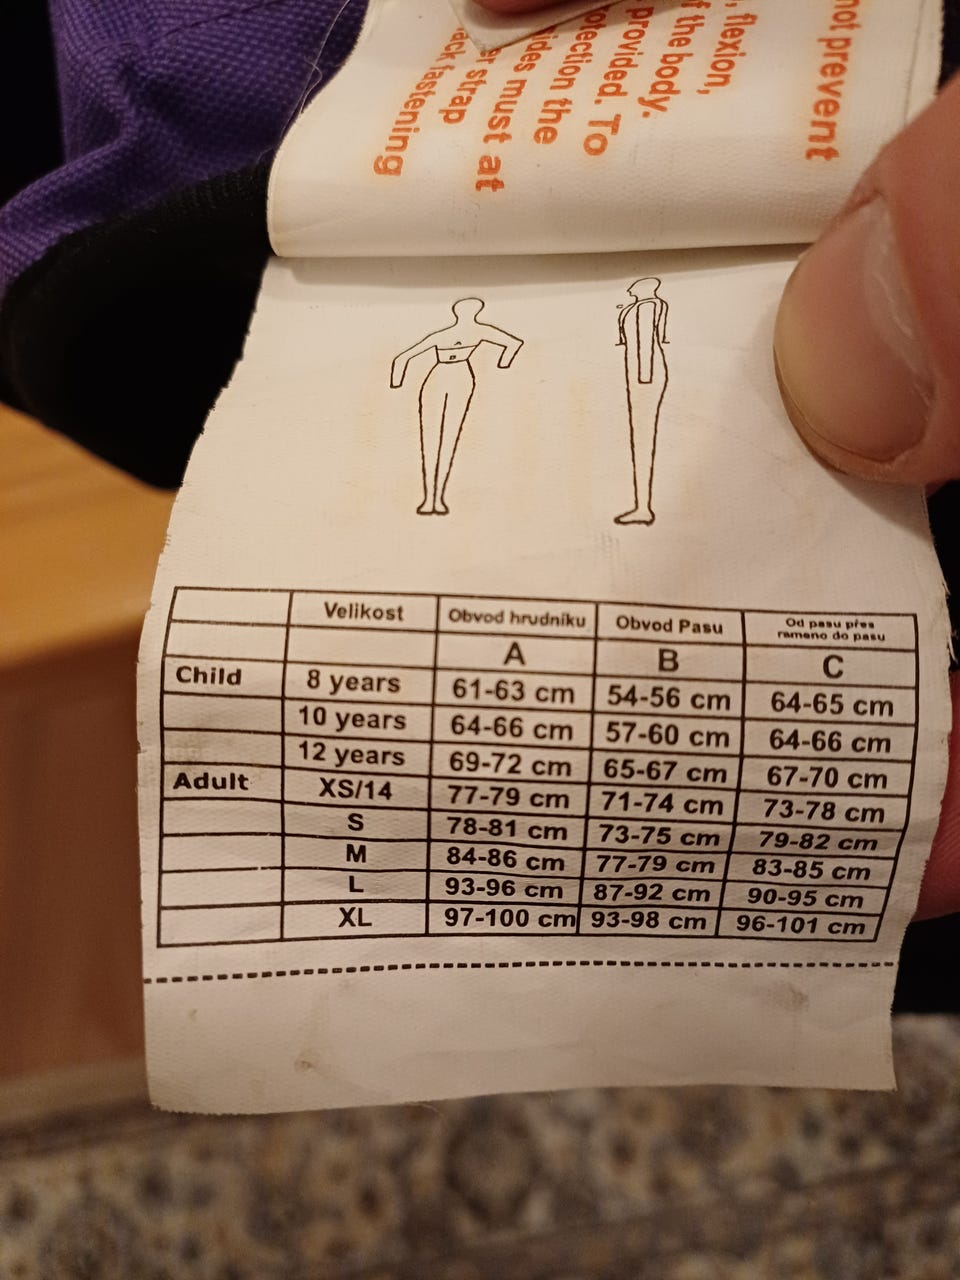 not prevent
flexion,
the body.
provided. To
the
must at
strap
fastening
A
B
C
Velikost Obvod hrudníku Obvod Pasu Od pasu přes rameno do pasu
A B C
Child 8 years 61-63 cm 54-56 cm 64-65 cm
10 years 64-66 cm 57-60 cm 64-66 cm
12 years 69-72 cm 65-67 cm 67-70 cm
Adult XS/14 77-79 cm 71-74 cm 73-78 cm
S 78-81 cm 73-75 cm 79-82 cm
M 84-86 cm 77-79 cm 83-85 cm
L 93-96 cm 87-92 cm 90-95 cm
XL 97-100 cm 93-98 cm 96-101 cm